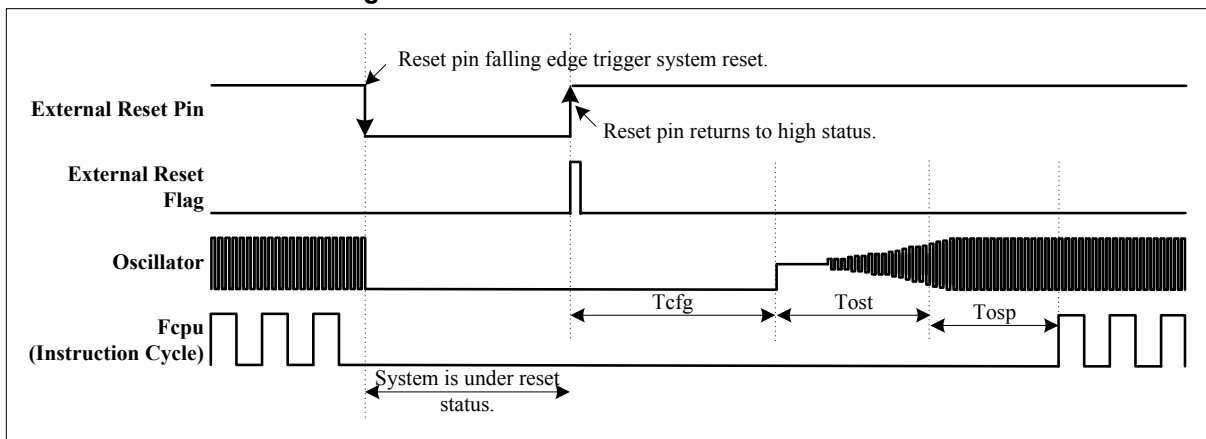 Reset pin falling edge trigger system reset.
External Reset Pin
Reset pin returns to high status.
External Reset
Flag
Oscillator
Tcfg
Tost
Tosp
Fcpu
(Instruction Cycle)
System is under reset
status.